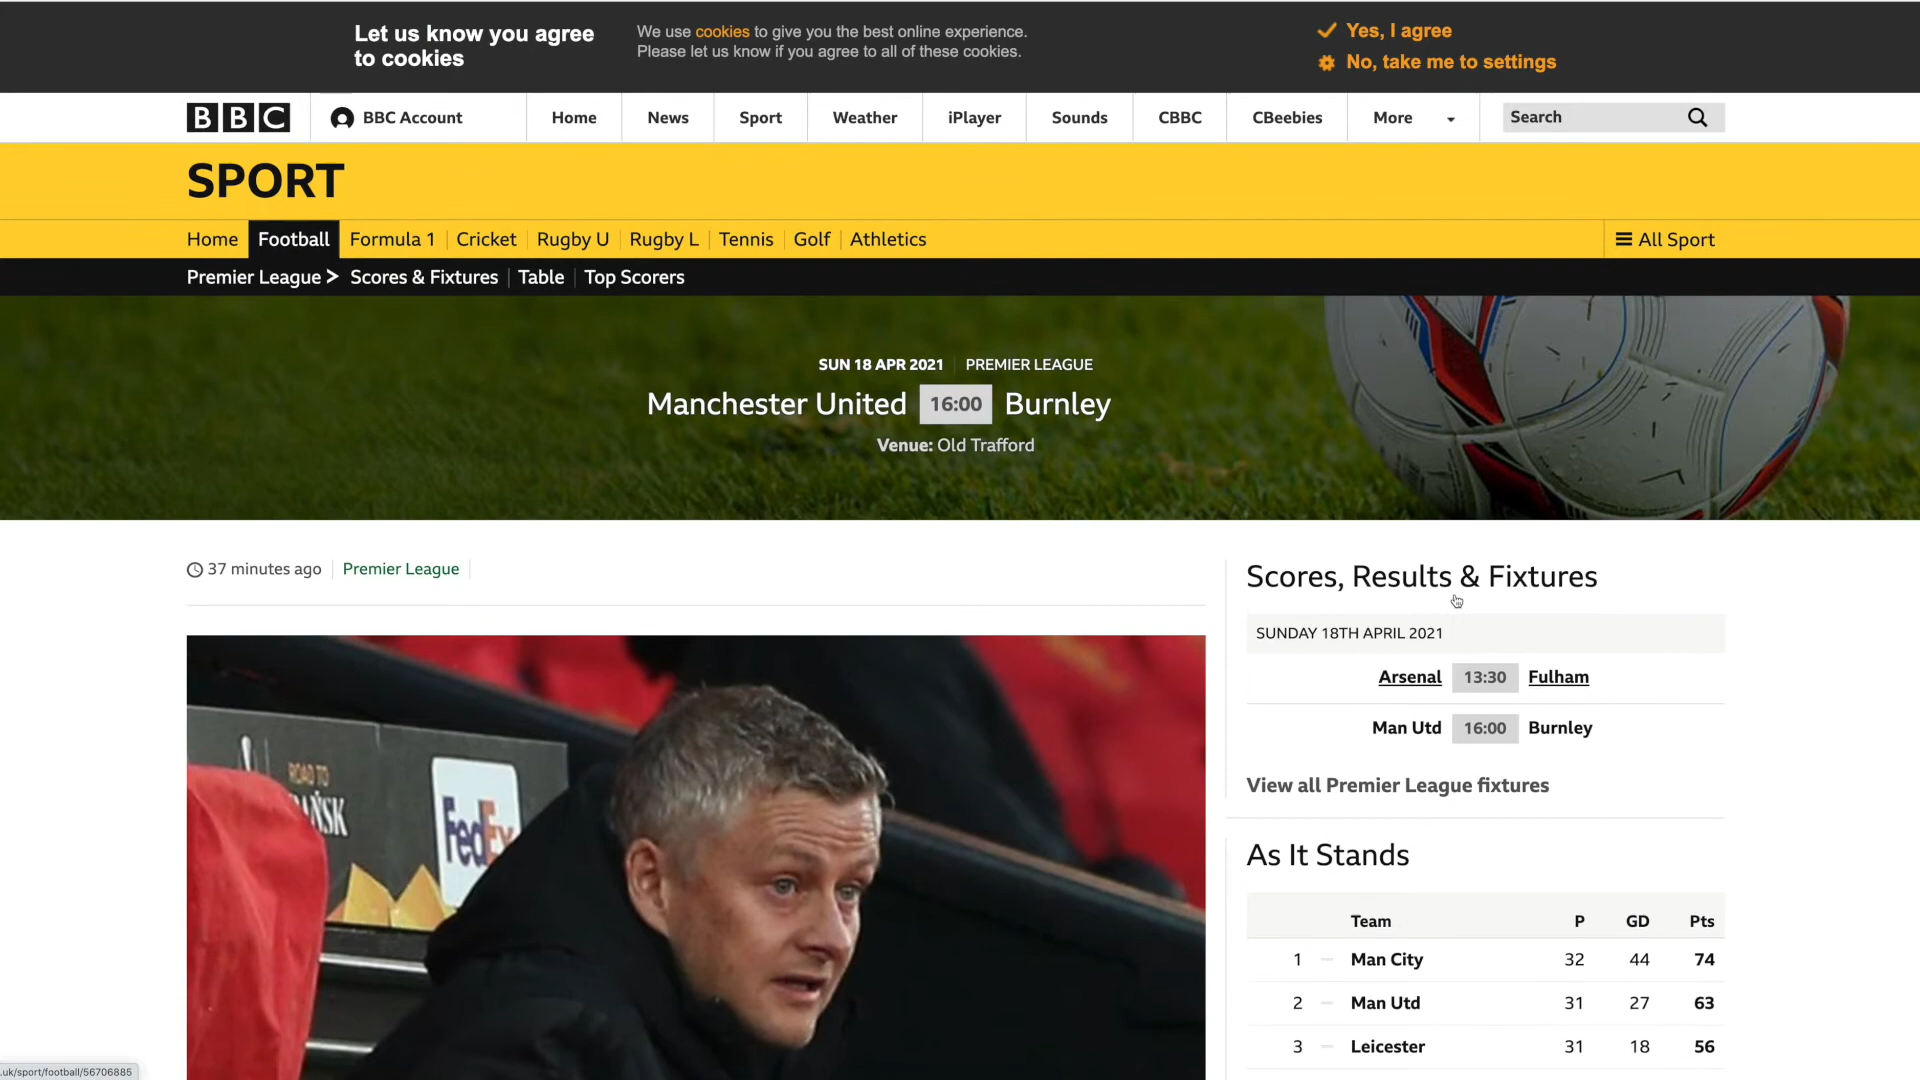 Let us know you agree
to cookies
We use cookies to give you the best online experience.
Please let us know if you agree to all of these cookies.
Yes, I agree
No, take me to settings
BBC
BBC Account
Home
News
Sport
Weather
iPlayer
Sounds
CBBC
CBeebies
More
Search
SPORT
Home
Football
Formula 1
Cricket
Rugby U
Rugby L
Tennis
Golf
Athletics
All Sport
Premier League >
Scores & Fixtures
Table
Top Scorers
SUN 18 APR 2021 PREMIER LEAGUE
Manchester United 16:00 Burnley
Venue: Old Trafford
37 minutes ago
Premier League
ROAD TO
FedEx
Scores, Results & Fixtures
SUNDAY 18TH APRIL 2021
Arsenal 13:30 Fulham
Man Utd 16:00 Burnley
View all Premier League fixtures
As It Stands
Team P GD Pts
1 Man City 32 44 74
2 Man Utd 31 27 63
3 Leicester 31 18 56
.uk/sport/football/56706885